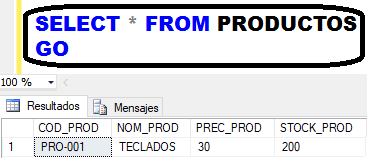 SELECT * FROM PRODUCTOS
GO
100 %
Resultados Mensajes
COD_PROD NOM_PROD PREC_PROD STOCK_PROD
1 PRO-001 TECLADOS 30 200